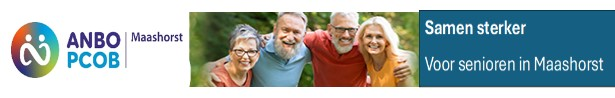 ANBO
PCOB
Maashorst
Samen sterker
Voor senioren in Maashorst